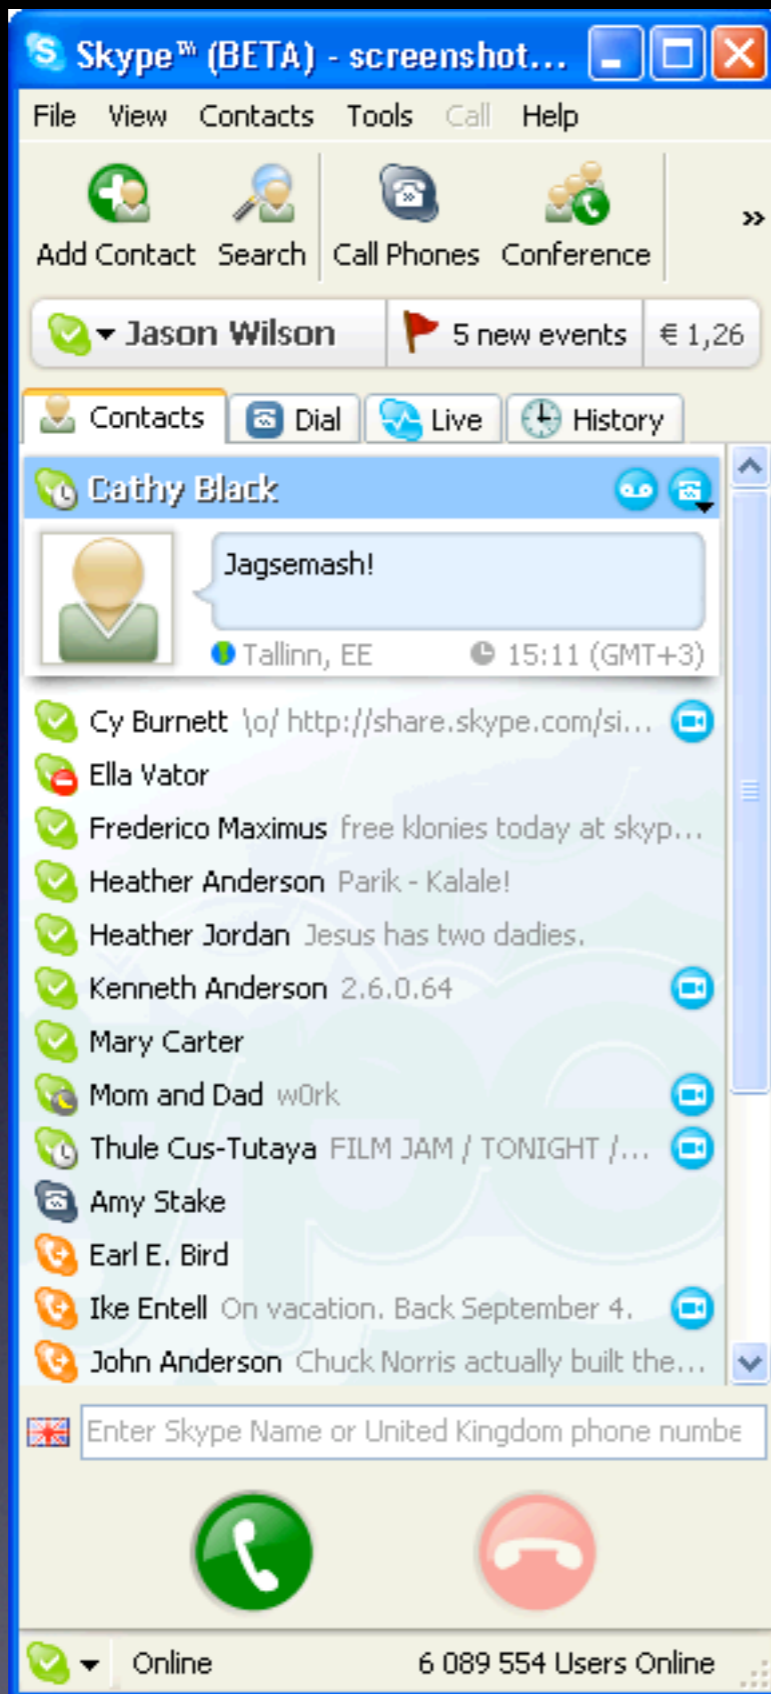 Skype™ (BETA) - screenshot...
File View Contacts Tools Call Help
Add Contact Search Call Phones Conference »
Jason Wilson 5 new events € 1,26
Contacts Dial Live History
Cathy Black
Jagsemash!
Tallinn, EE 15:11 (GMT+3)
Cy Burnett \o/ http://share.skype.com/si...
Ella Vator
Frederico Maximus free klonies today at skyp...
Heather Anderson Parik - Kalale!
Heather Jordan Jesus has two dadies.
Kenneth Anderson 2.6.0.64
Mary Carter
Mom and Dad w0rk
Thule Cus-Tutaya FILM JAM / TONIGHT /...
Amy Stake
Earl E. Bird
Ike Entell On vacation. Back September 4.
John Anderson Chuck Norris actually built the...
Enter Skype Name or United Kingdom phone numbe
Online 6 089 554 Users Online